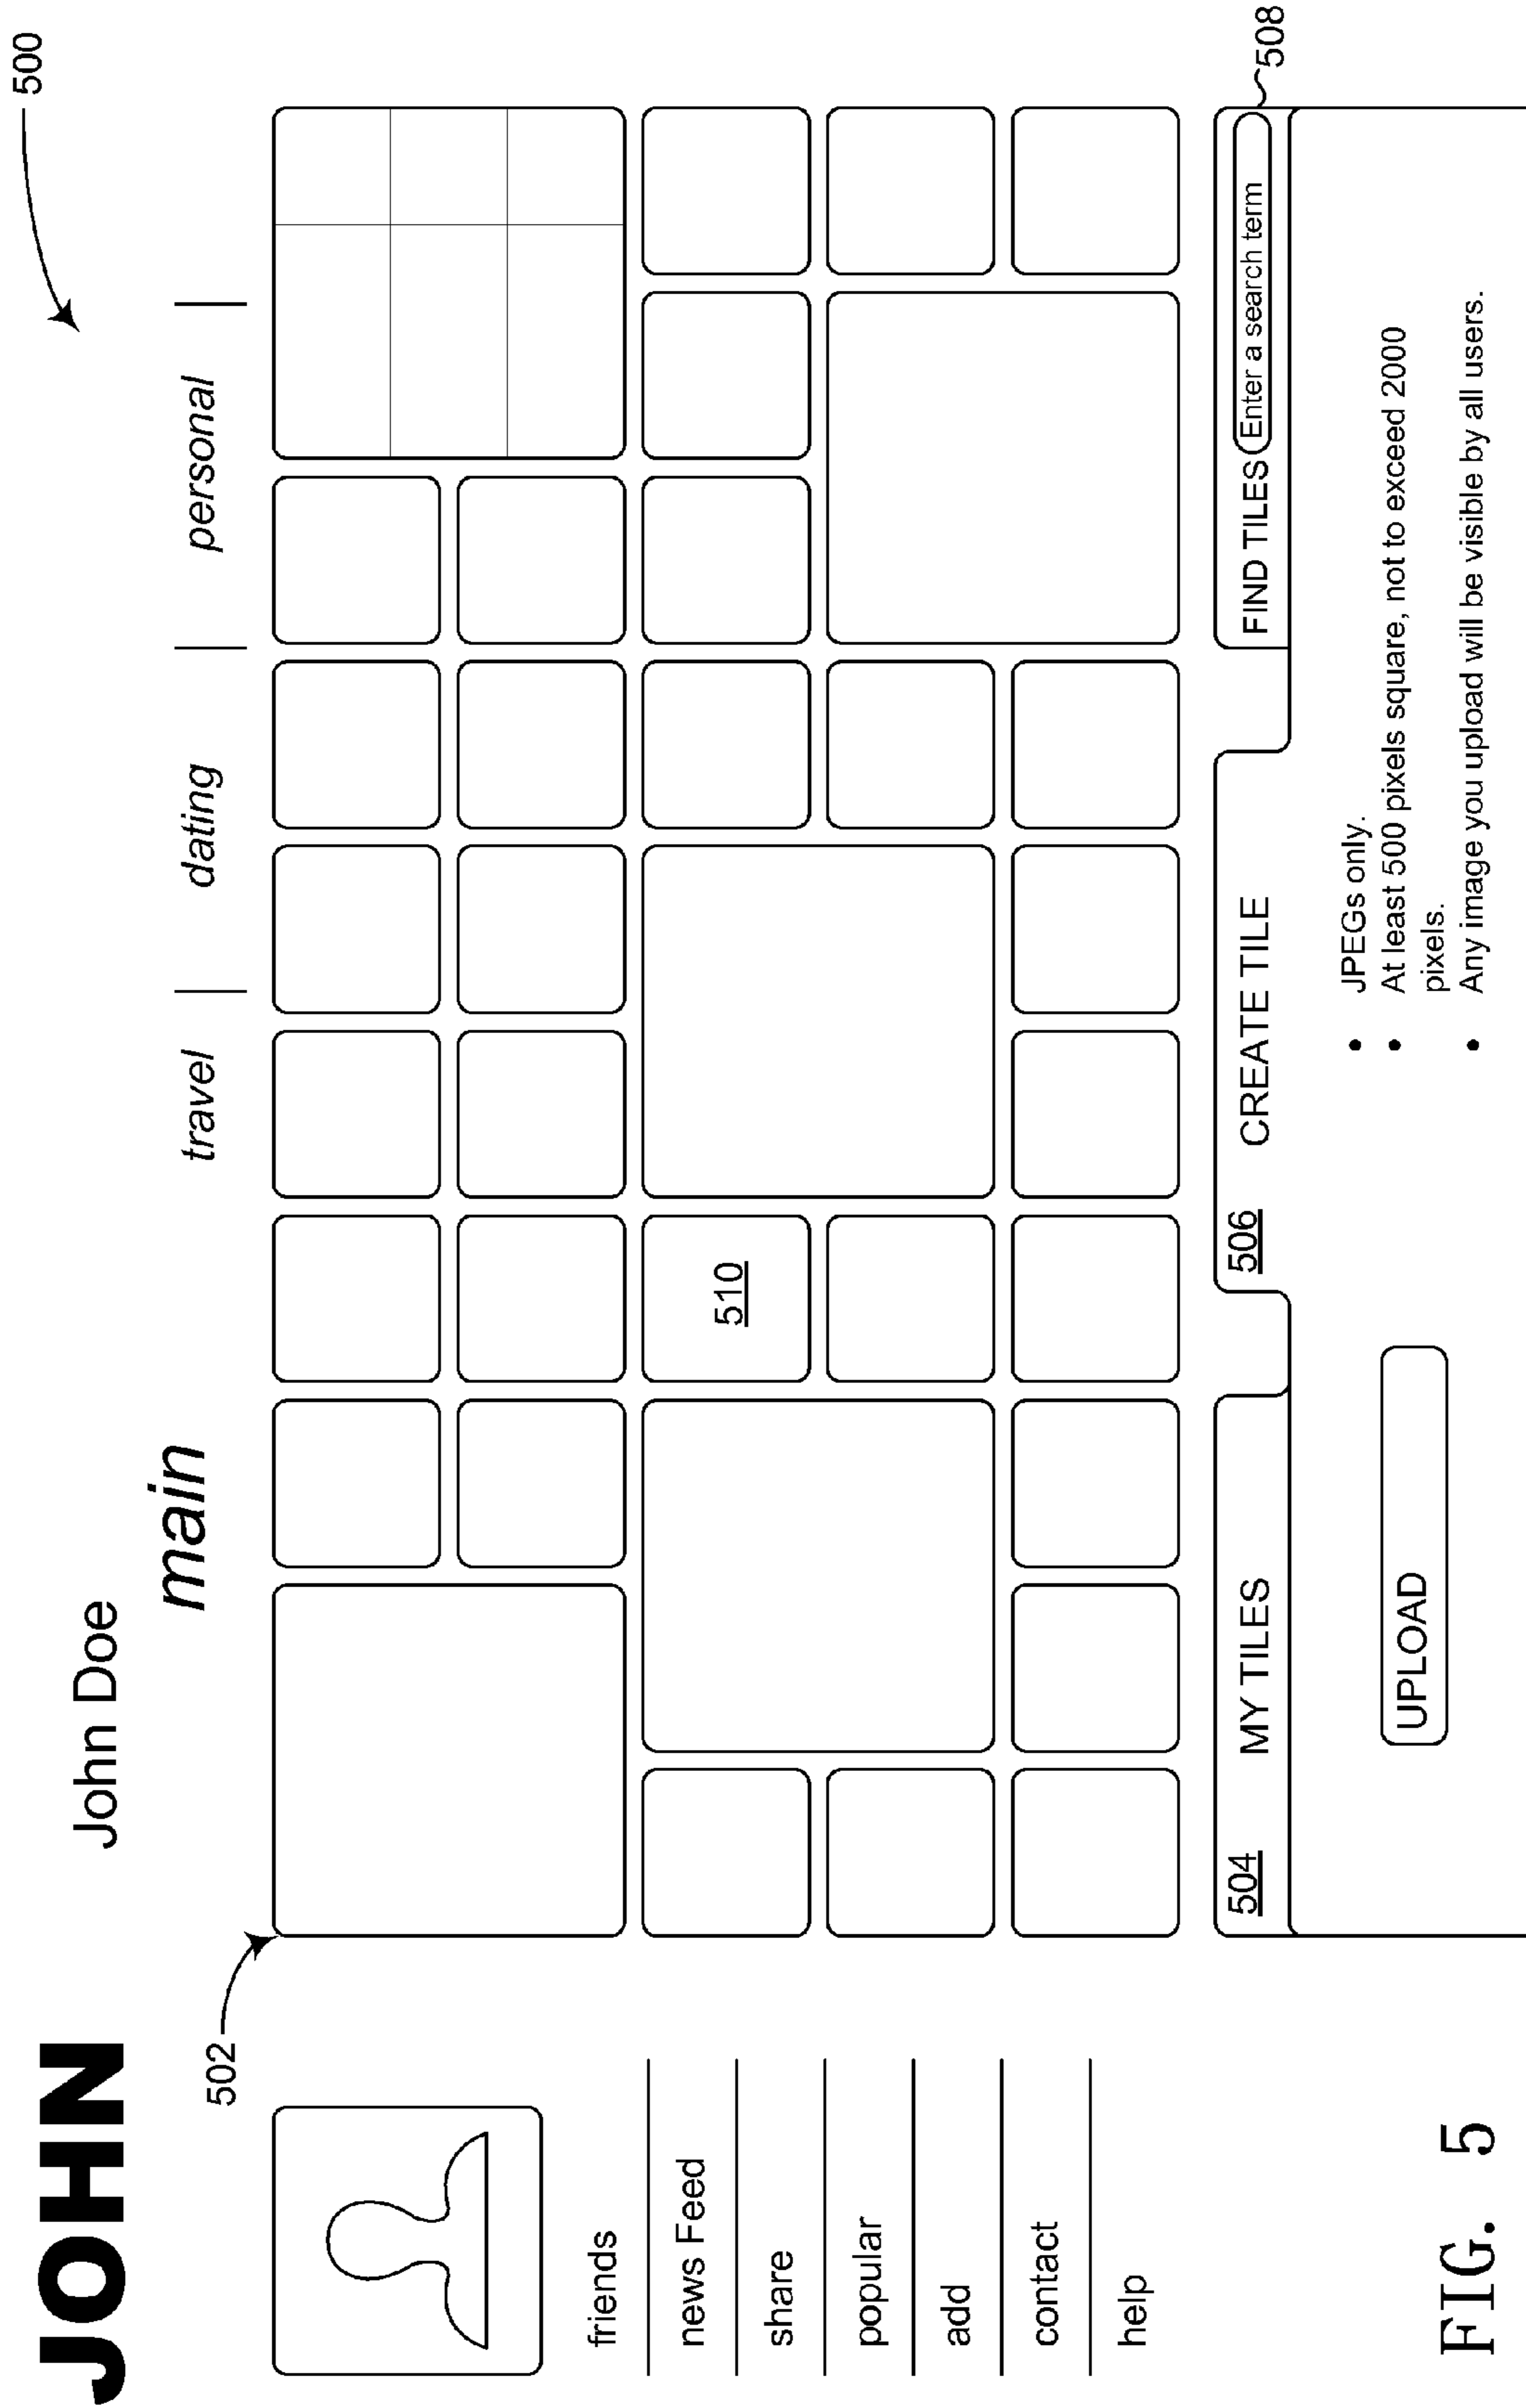 500
JOHN
John Doe
main
travel
dating
personal
502
friends
news Feed
share
popular
add
contact
help
510
504
MY TILES
506
CREATE TILE
FIND TILES
Enter a search term
508
UPLOAD
• JPEGs only.
• At least 500 pixels square, not to exceed 2000
pixels.
• Any image you upload will be visible by all users.
FIG. 5